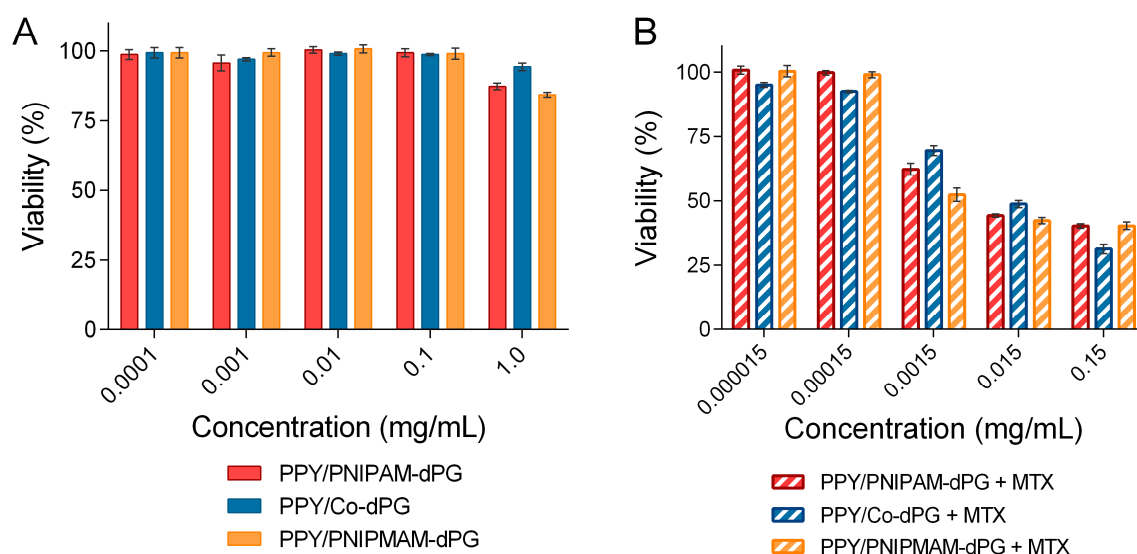 A
Viability (%)
100
75
50
25
0
0.0001
0.001
0.01
0.1
1.0
Concentration (mg/mL)
PPY/PNIPAM-dPG
PPY/Co-dPG
PPY/PNIPMAM-dPG
B
Viability (%)
100
75
50
25
0
0.000015
0.00015
0.0015
0.015
0.15
Concentration (mg/mL)
PPY/PNIPAM-dPG + MTX
PPY/Co-dPG + MTX
PPY/PNIPMAM-dPG + MTX